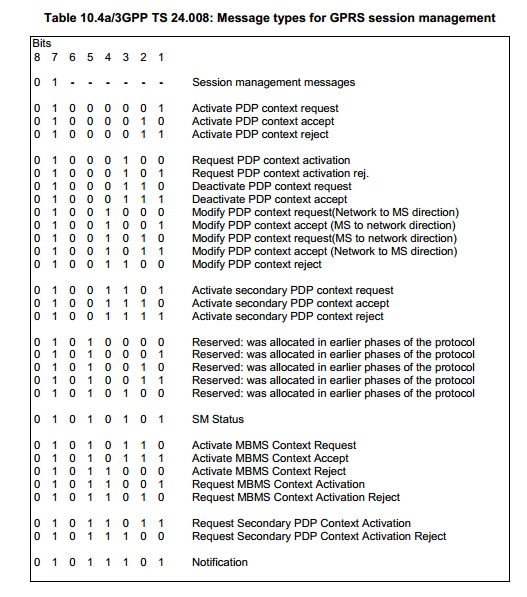 Table 10.4a/3GPP TS 24.008: Message types for GPRS session management
Bits
8 7 6 5 4 3 2 1
0 1 - - - - - - Session management messages
0 1 0 0 0 0 0 1 Activate PDP context request
0 1 0 0 0 0 1 0 Activate PDP context accept
0 1 0 0 0 0 1 1 Activate PDP context reject
0 1 0 0 0 1 0 0 Request PDP context activation
0 1 0 0 0 1 0 1 Request PDP context activation rej.
0 1 0 0 0 1 1 0 Deactivate PDP context request
0 1 0 0 0 1 1 1 Deactivate PDP context accept
0 1 0 0 1 0 0 0 Modify PDP context request(Network to MS direction)
0 1 0 0 1 0 0 1 Modify PDP context accept (MS to network direction)
0 1 0 0 1 0 1 0 Modify PDP context request(MS to network direction)
0 1 0 0 1 0 1 1 Modify PDP context accept (Network to MS direction)
0 1 0 0 1 1 0 0 Modify PDP context reject
0 1 0 0 1 1 0 1 Activate secondary PDP context request
0 1 0 0 1 1 1 0 Activate secondary PDP context accept
0 1 0 0 1 1 1 1 Activate secondary PDP context reject
0 1 0 1 0 0 0 0 Reserved: was allocated in earlier phases of the protocol
0 1 0 1 0 0 0 1 Reserved: was allocated in earlier phases of the protocol
0 1 0 1 0 0 1 0 Reserved: was allocated in earlier phases of the protocol
0 1 0 1 0 0 1 1 Reserved: was allocated in earlier phases of the protocol
0 1 0 1 0 1 0 0 Reserved: was allocated in earlier phases of the protocol
0 1 0 1 0 1 0 1 SM Status
0 1 0 1 0 1 1 0 Activate MBMS Context Request
0 1 0 1 0 1 1 1 Activate MBMS Context Accept
0 1 0 1 1 0 0 0 Activate MBMS Context Reject
0 1 0 1 1 0 0 1 Request MBMS Context Activation
0 1 0 1 1 0 1 0 Request MBMS Context Activation Reject
0 1 0 1 1 0 1 1 Request Secondary PDP Context Activation
0 1 0 1 1 1 0 0 Request Secondary PDP Context Activation Reject
0 1 0 1 1 1 0 1 Notification